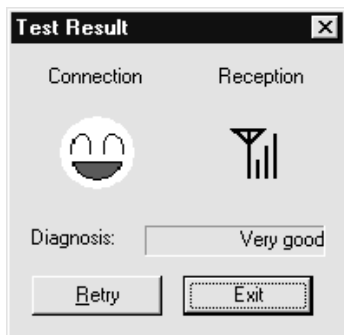 Test Result
Connection Reception
Diagnosis: Very good
Retry Exit